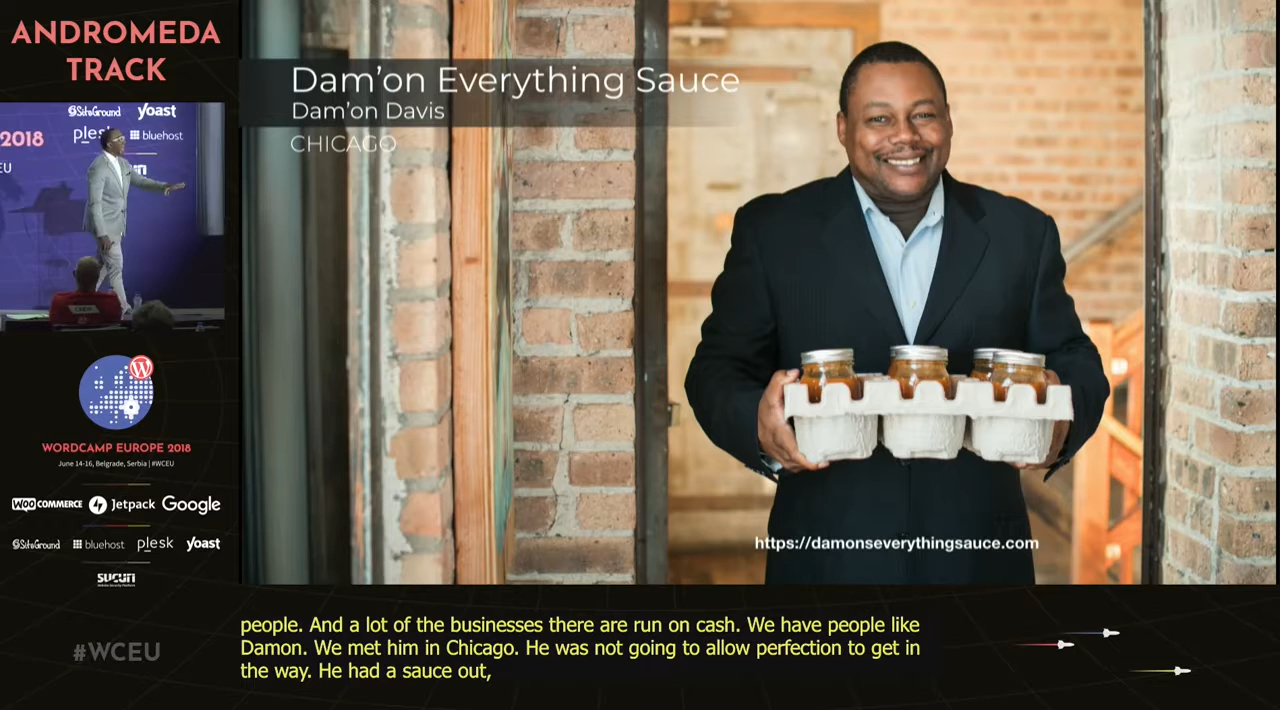 ANDROMEDA
TRACK
SiteGround yoast
2018
bluehost
EU
WORDCAMP EUROPE 2018
June 14-16, Belgrade, Serbia | #WCEU
WOO COMMERCE Jetpack Google
SiteGround bluehost plesk yoast
sucuri
#WCEU
Dam’on Everything Sauce
Dam’on Davis
CHICAGO
https://damonseverythingsauce.com
people. And a lot of the businesses there are run on cash. We have people like
Damon. We met him in Chicago. He was not going to allow perfection to get in
the way. He had a sauce out,